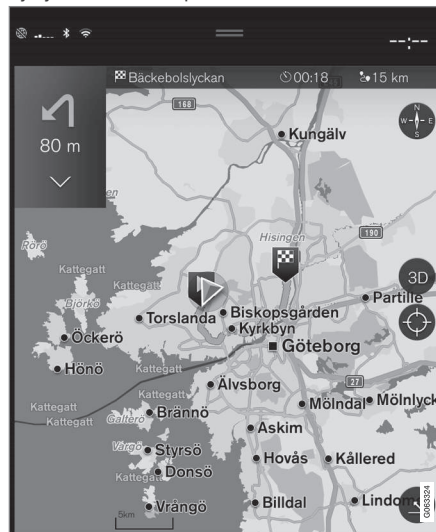 --:--
Bäckebolslyckan 00:18 15 km
80 m
168
Kungälv
W N E
S
Rörö
Hisingen
190
Kattegatt
Kattegatt
3D
Björkö
Partille
Torslanda
Biskopsgården
Kyrkbyn
Öckerö
Göteborg
Hönö
Kattegatt
27
Älvsborg
Kattegatt
Mölndal
Mölnlyck
Brännö
Galterö
Kattegatt
Kattegatt
Askim
Vargö
Styrsö
Hovås
Kållered
Donsö
Kattegatt
Vrångö
Billdal
Lindom
5km
G063324